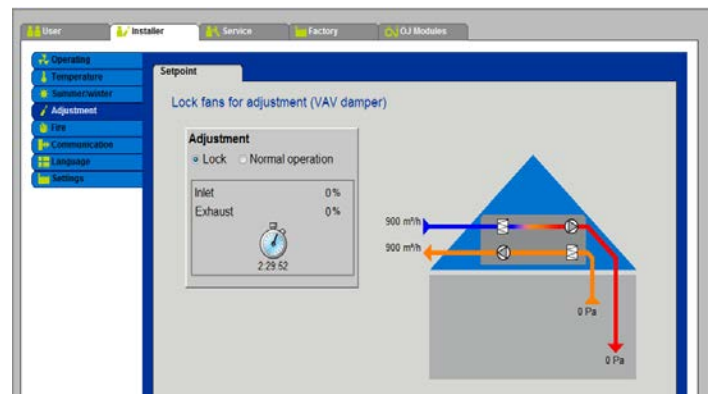 User Installer Service Factory OJ Modules
Operating
Temperature
Summer/winter
Adjustment
Fire
Communication
Language
Settings
Setpoint
Lock fans for adjustment (VAV damper)
Adjustment
Lock Normal operation
Inlet 0%
Exhaust 0%
2:29:52
900 m³/h
900 m³/h
0 Pa
0 Pa